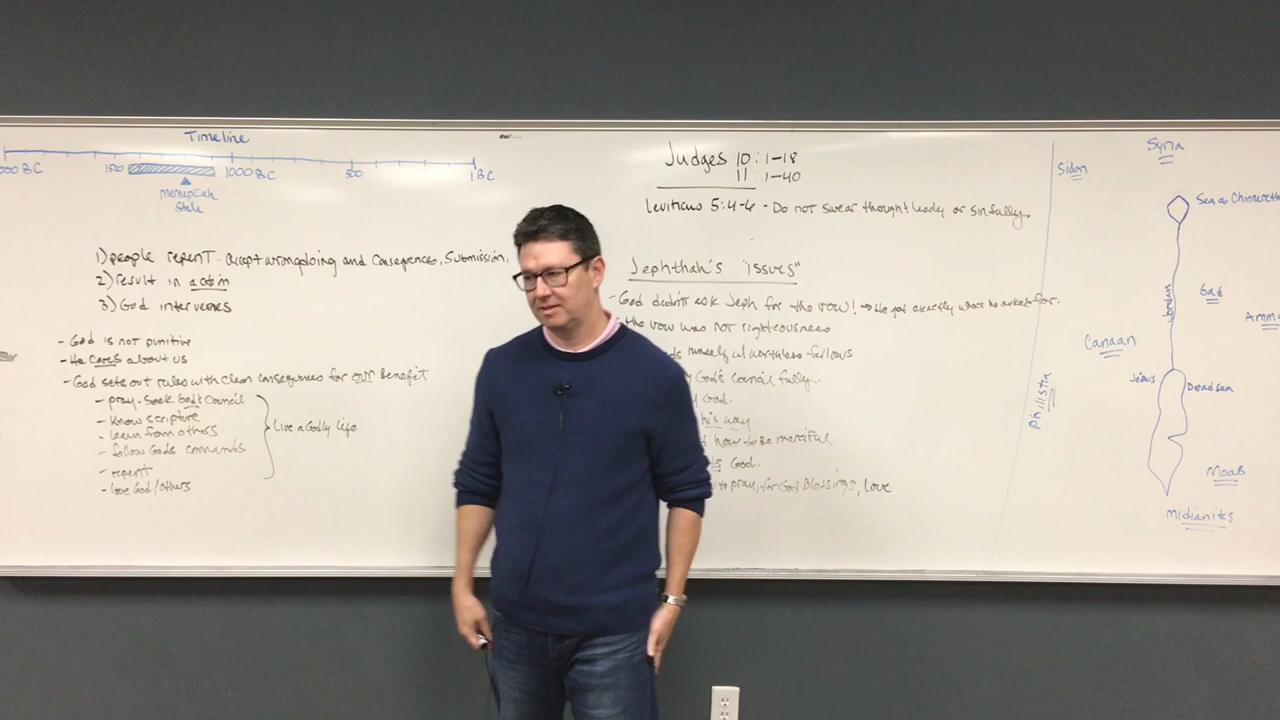 Timeline
1500 1000 BC 500 1 BC
merneptah
Stele
1) people repent - accept wrongdoing and consequences, submission,
2) result in action
3) God intervenes
- God is not punitive
- He cares about us
- God sets out rules with clear consequences for our benefit
- pray - Seek God's Council
- Know scripture
- learn from others
- follow Gods commands
- repent
- love God/others
Live a Godly life
Judges 10:1-18
11:1-40
Leviticus 5:4-6 - Do not swear thoughtlessly or sinfully.
Jephthah's "issues"
- God didn't ask Jeph for the vow! → He got exactly what he asked for.
the vow was not righteousness
himself w/ worthless fellows
God's Council fully.
God.
his way
how to be merciful
God.
to pray, for God Blessings, love
Syria
Sidon
Sea of Chinnereth
Jordan
Gad
Ammo
Canaan
Jebus
Dead Sea
Philistia
Moab
Midianites